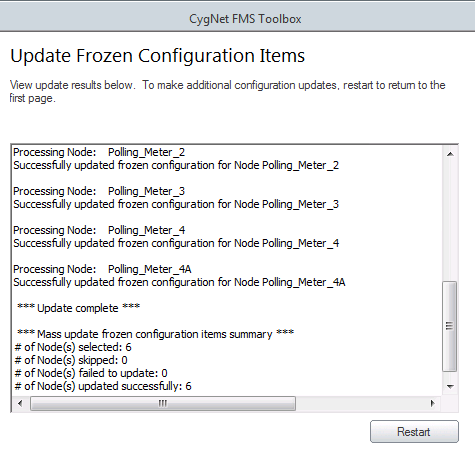 CygNet FMS Toolbox
Update Frozen Configuration Items
View update results below. To make additional configuration updates, restart to return to the
first page.
Processing Node: Polling_Meter_2
Successfully updated frozen configuration for Node Polling_Meter_2
Processing Node: Polling_Meter_3
Successfully updated frozen configuration for Node Polling_Meter_3
Processing Node: Polling_Meter_4
Successfully updated frozen configuration for Node Polling_Meter_4
Processing Node: Polling_Meter_4A
Successfully updated frozen configuration for Node Polling_Meter_4A
*** Update complete ***
*** Mass update frozen configuration items summary ***
# of Node(s) selected: 6
# of Node(s) skipped: 0
# of Node(s) failed to update: 0
# of Node(s) updated successfully: 6
Restart